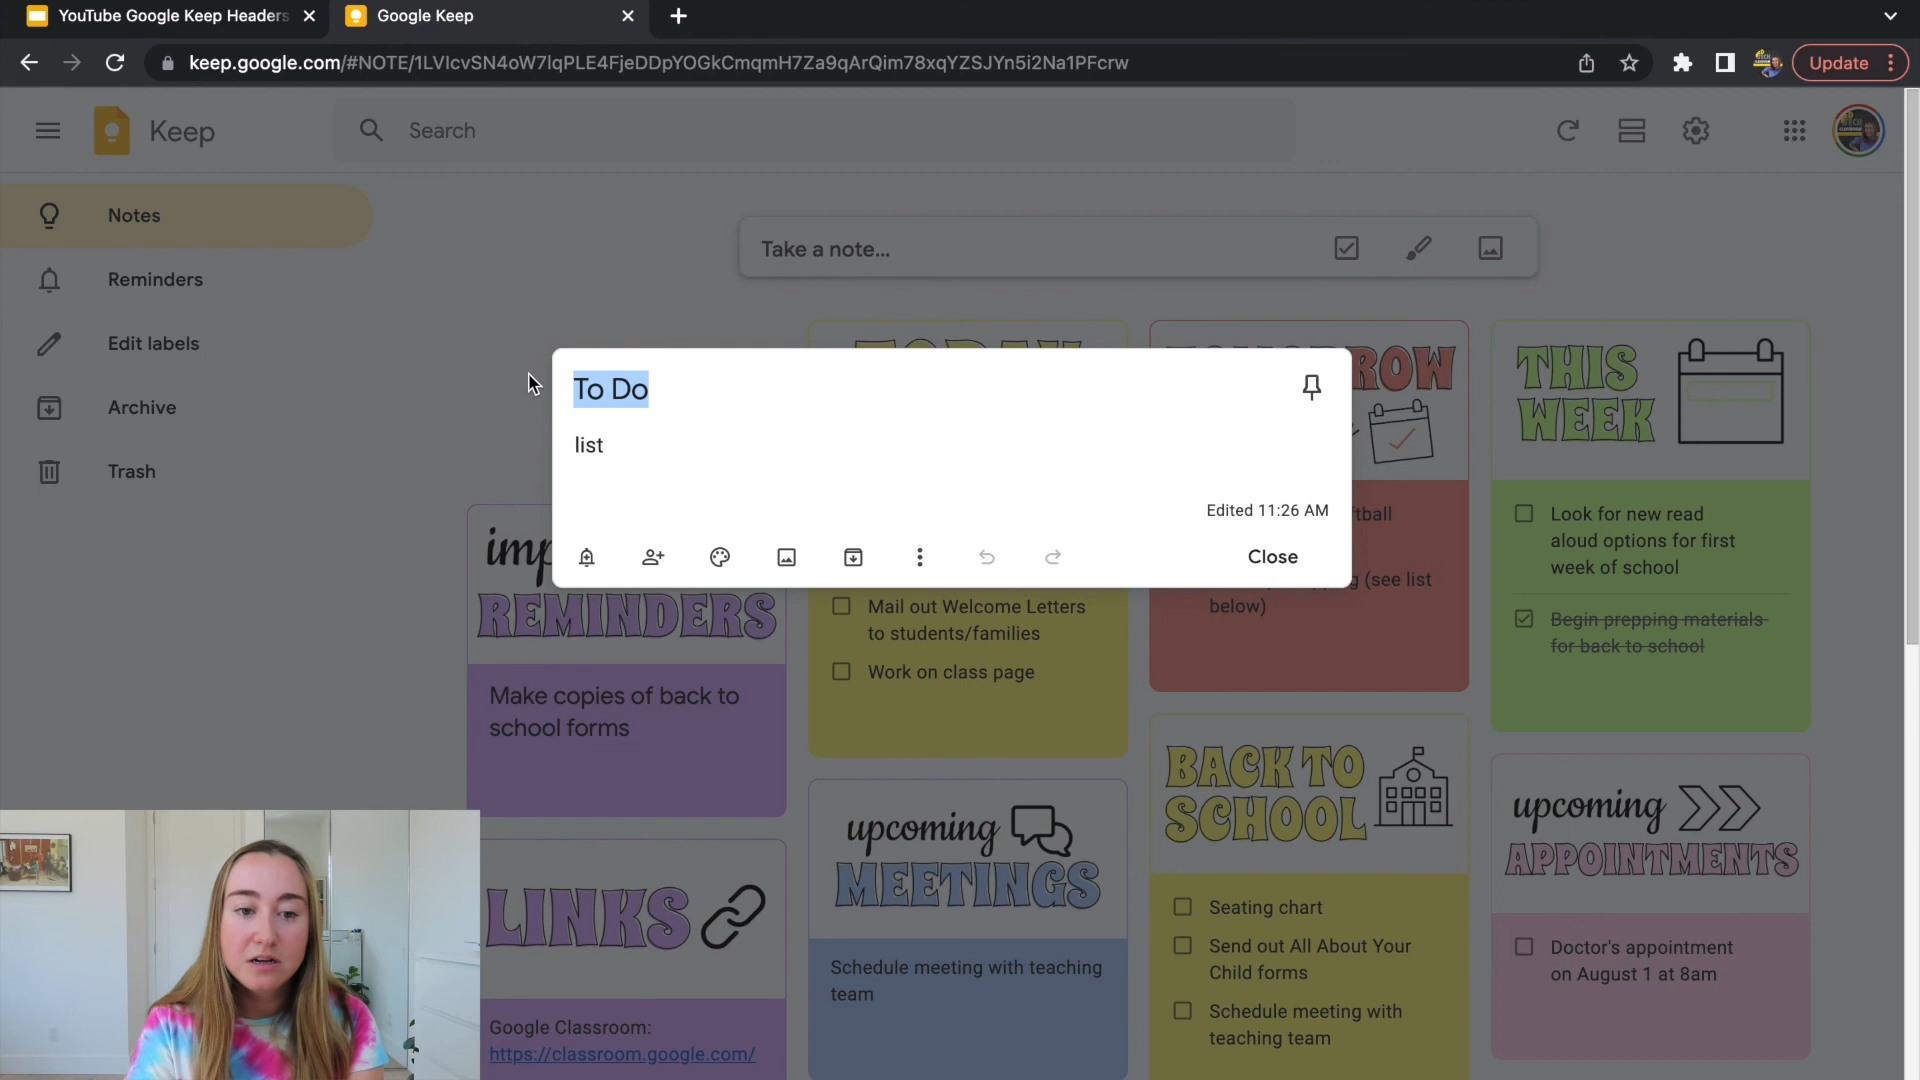 YouTube Google Keep Headers
Google Keep
keep.google.com/#NOTE/1LVlcvSN4oW7lqPLE4FjeDDpYOGkCmqmH7Za9qArQim78xqYZSJYn5i2Na1PFcrw
Update
Keep
Search
Notes
Reminders
Edit labels
Archive
Trash
Take a note...
To Do
list
Edited 11:26 AM
Close
REMINDERS
Make copies of back to
school forms
LINKS
Google Classroom:
https://classroom.google.com/
TODAY
Mail out Welcome Letters
to students/families
Work on class page
upcoming
MEETINGS
Schedule meeting with teaching
team
(see list
below)
BACK TO
SCHOOL
Seating chart
Send out All About Your
Child forms
Schedule meeting with
teaching team
THIS
WEEK
Look for new read
aloud options for first
week of school
Begin prepping materials
for back to school
upcoming
APPOINTMENTS
Doctor's appointment
on August 1 at 8am